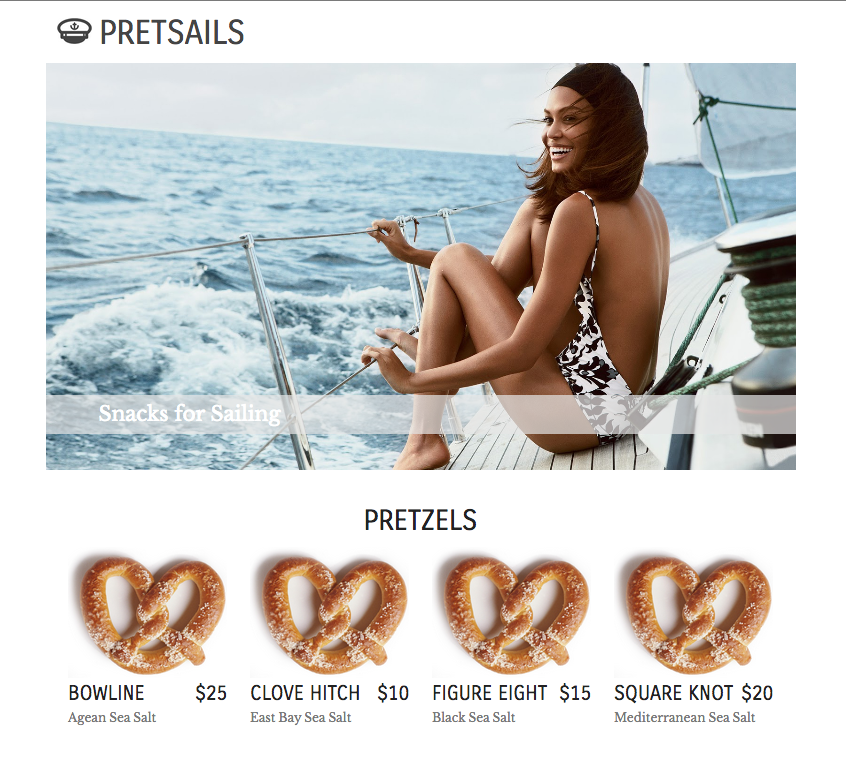 PRETSAILS
Snacks for Sailing
PRETZELS
BOWLINE $25 CLOVE HITCH $10 FIGURE EIGHT $15 SQUARE KNOT $20
Agean Sea Salt East Bay Sea Salt Black Sea Salt Mediterranean Sea Salt